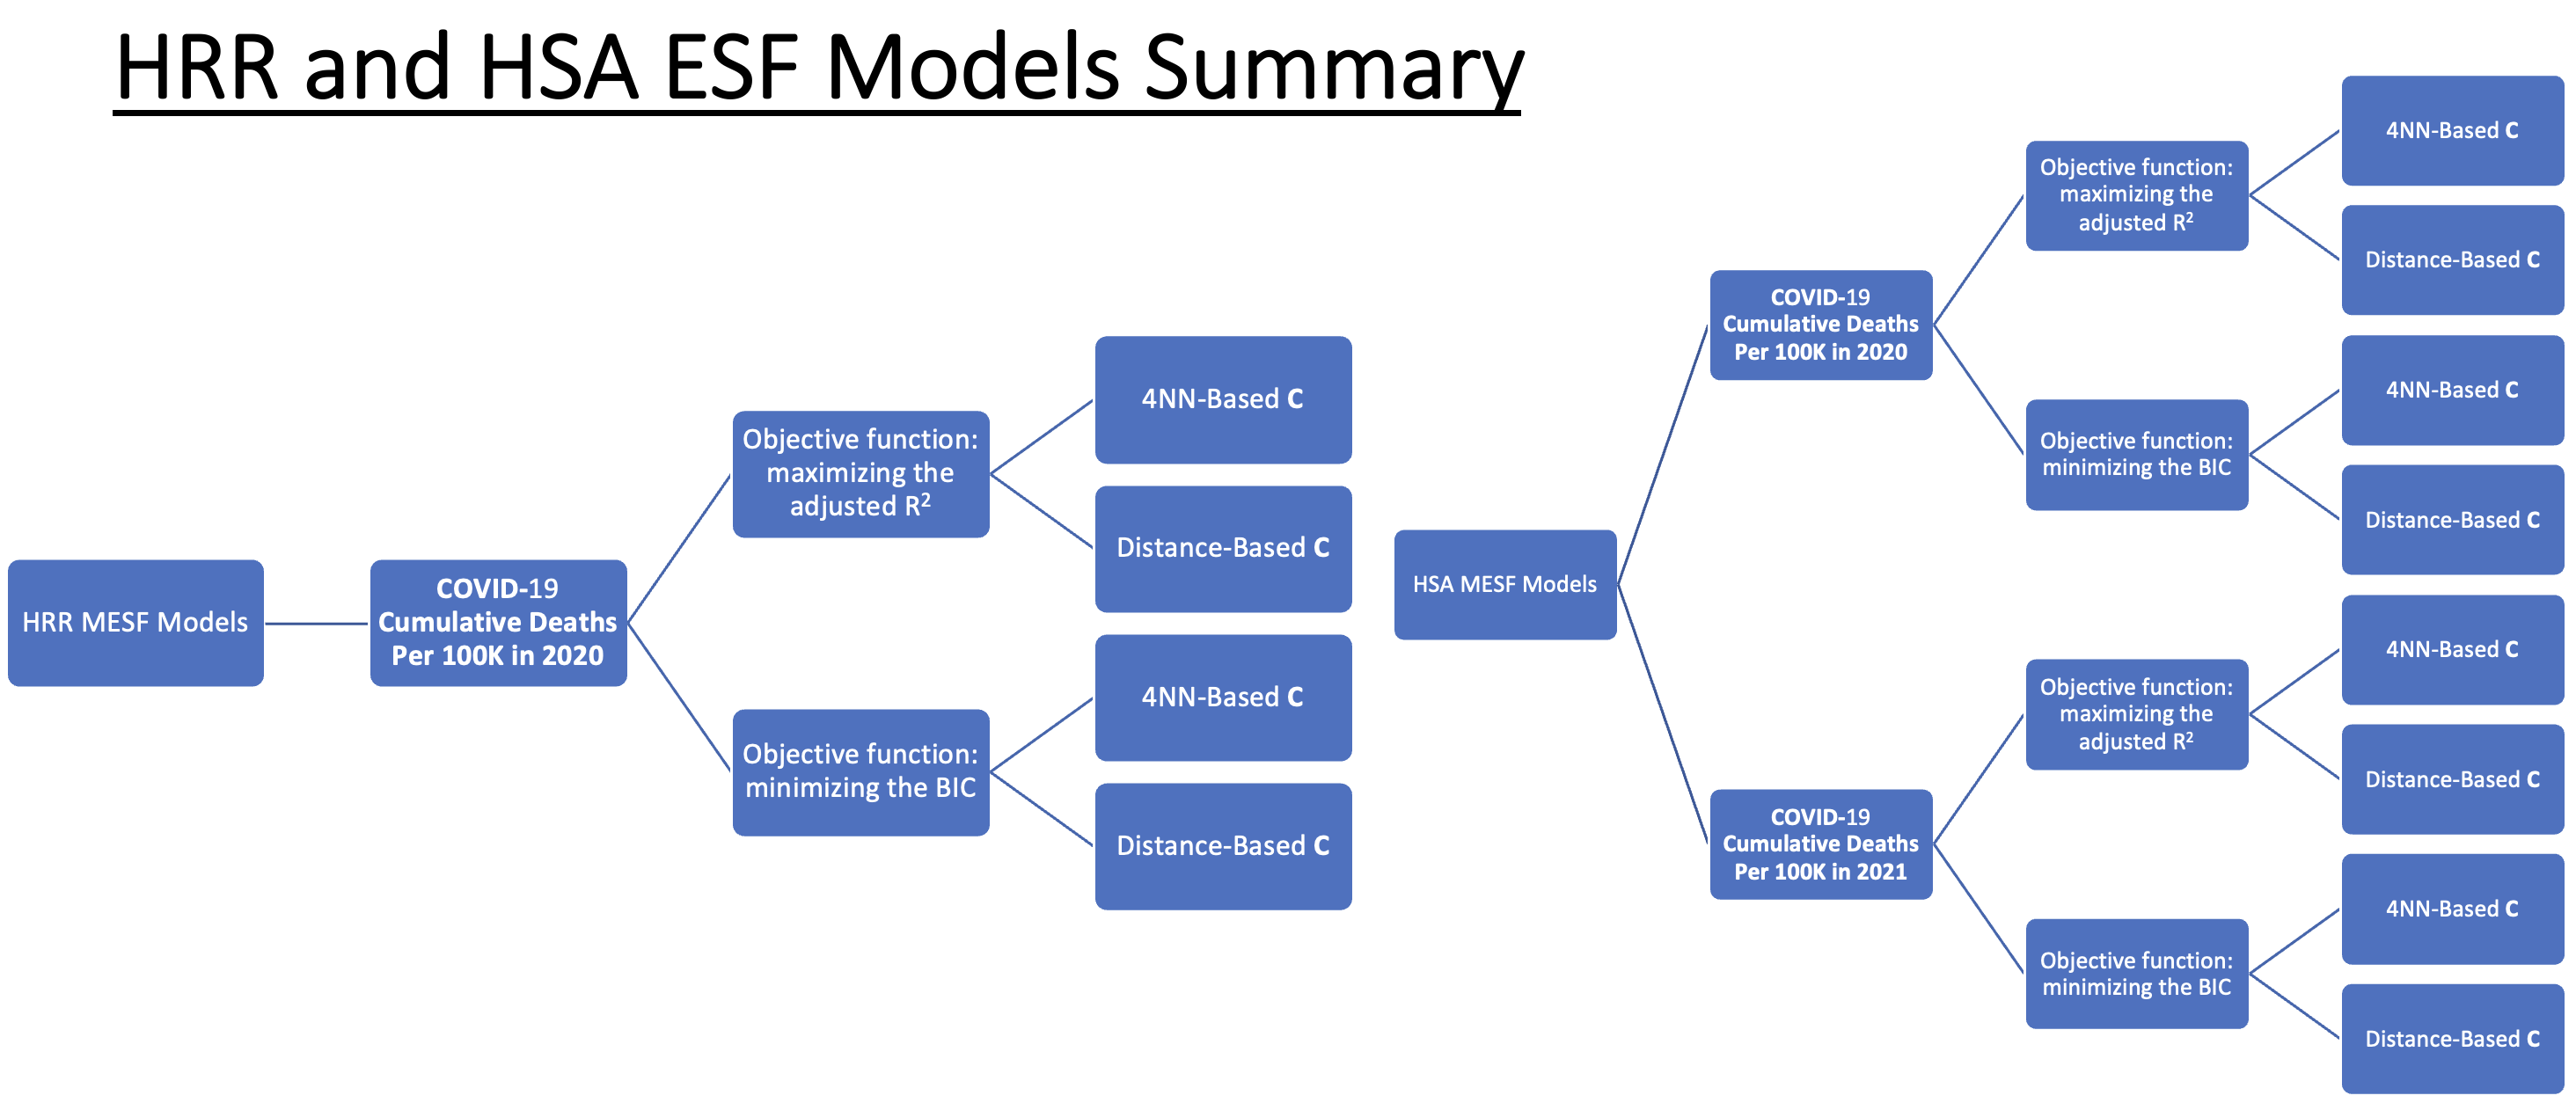 HRR and HSA ESF Models Summary
HRR MESF Models
COVID-19
Cumulative Deaths
Per 100K in 2020
Objective function:
maximizing the
adjusted R²
4NN-Based C
Distance-Based C
Objective function:
minimizing the BIC
4NN-Based C
Distance-Based C
HSA MESF Models
COVID-19
Cumulative Deaths
Per 100K in 2020
Objective function:
maximizing the
adjusted R²
4NN-Based C
Distance-Based C
Objective function:
minimizing the BIC
4NN-Based C
Distance-Based C
COVID-19
Cumulative Deaths
Per 100K in 2021
Objective function:
maximizing the
adjusted R²
4NN-Based C
Distance-Based C
Objective function:
minimizing the BIC
4NN-Based C
Distance-Based C